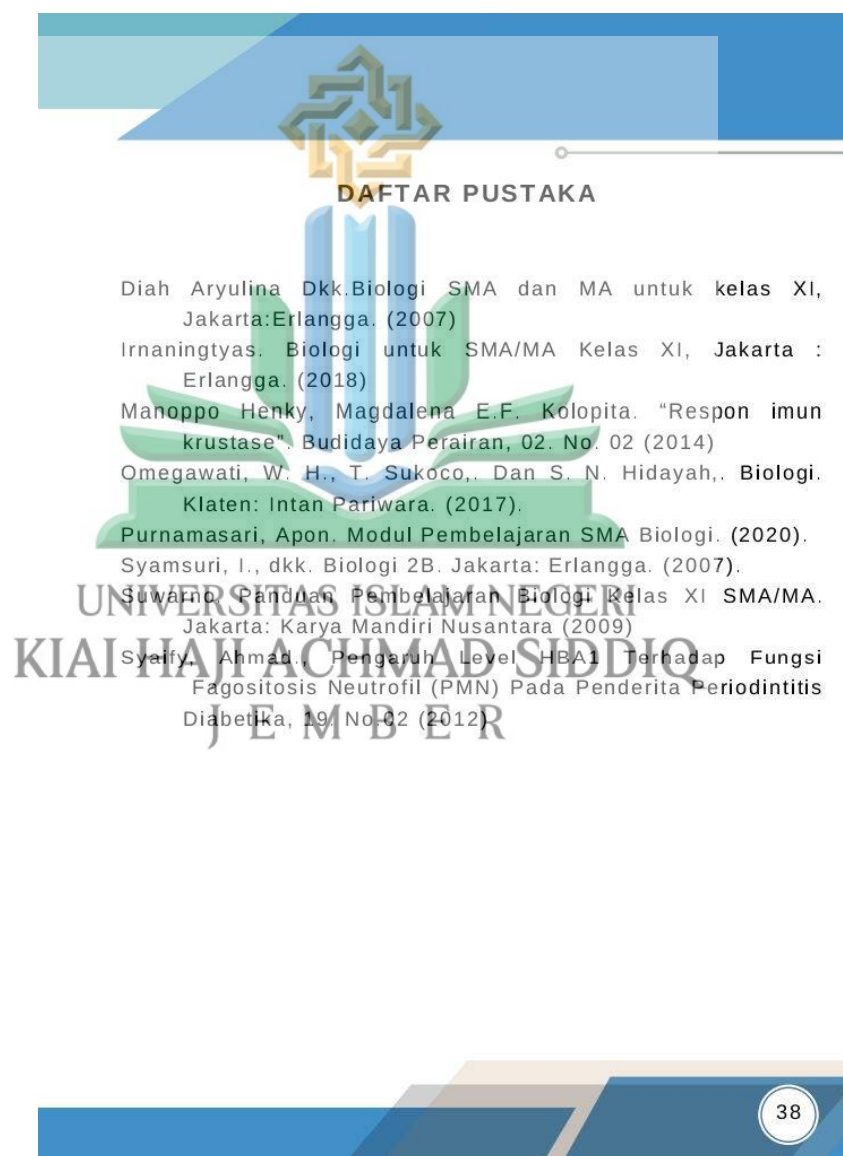 DAFTAR PUSTAKA
Diah Aryulina Dkk.Biologi SMA dan MA untuk kelas XI,
Jakarta:Erlangga. (2007)
Irnaningtyas. Biologi untuk SMA/MA Kelas XI, Jakarta :
Erlangga. (2018)
Manoppo Henky, Magdalena E.F. Kolopita. “Respon imun
krustase”. Budidaya Perairan, 02. No. 02 (2014)
Omegawati, W. H., T. Sukoco,. Dan S. N. Hidayah,. Biologi.
Klaten: Intan Pariwara. (2017).
Purnamasari, Apon. Modul Pembelajaran SMA Biologi. (2020).
Syamsuri, I., dkk. Biologi 2B. Jakarta: Erlangga. (2007).
Suwarno, Panduan Pembelajaran Biologi Kelas XI SMA/MA.
Jakarta: Karya Mandiri Nusantara (2009)
Syaify, Ahmad., Pengaruh Level HBA1 Terhadap Fungsi
Fagositosis Neutrofil (PMN) Pada Penderita Periodintitis
Diabetika, 19. No.02 (2012)
UNIVERSITAS ISLAM NEGERI
KIAI HAJI ACHMAD SIDDIQ
JEMBER
38